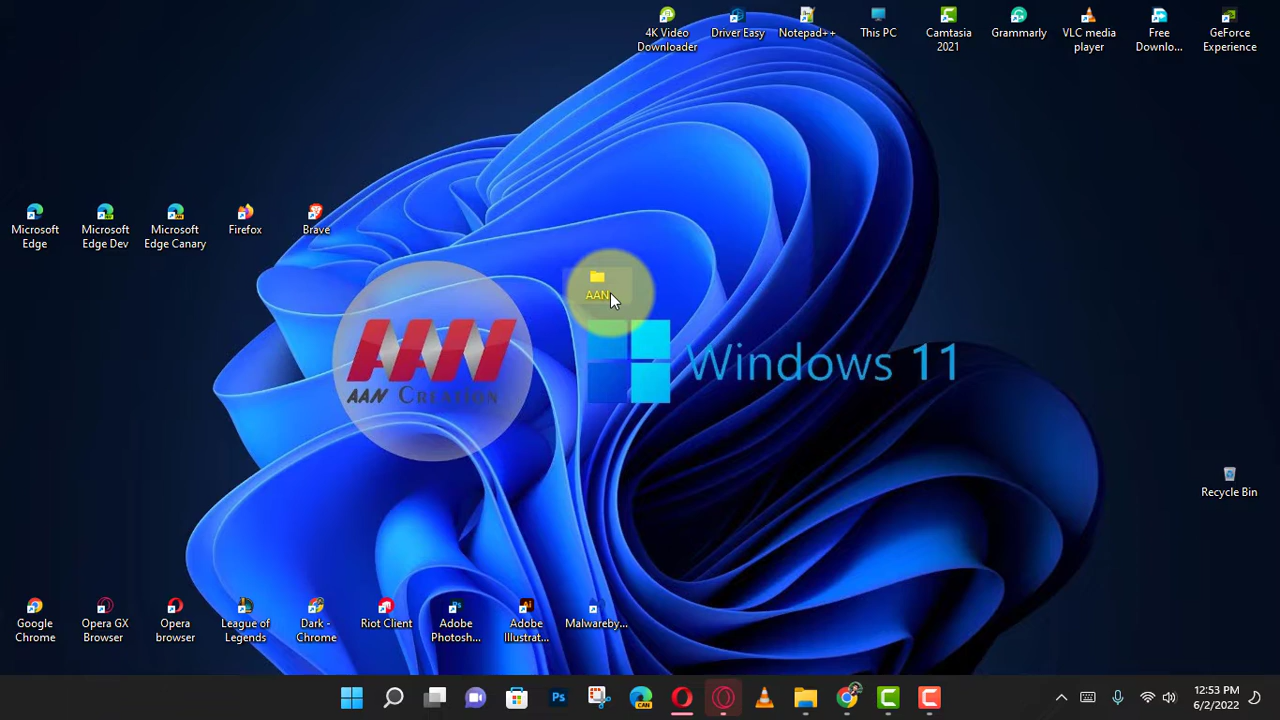 4K Video
Downloader
Driver Easy
Notepad++
This PC
Camtasia
2021
Grammarly
VLC media
player
Free
Downlo...
GeForce
Experience
Microsoft
Edge
Microsoft
Edge Dev
Microsoft
Edge Canary
Firefox
Brave
AAN
AAN
AAN CREATION
Windows 11
Recycle Bin
Google
Chrome
Opera GX
Browser
Opera
browser
League of
Legends
Dark -
Chrome
Riot Client
Adobe
Photosh...
Adobe
Illustrat...
Malwareby...
Ps
CAN
12:53 PM
6/2/2022